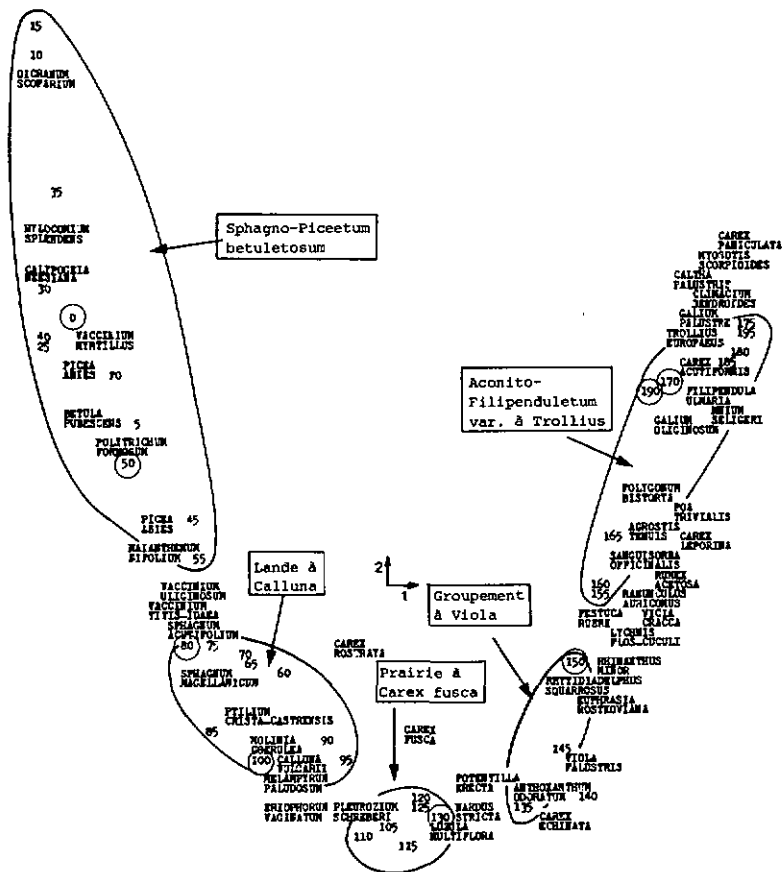 15
10
DICRANUM
SCOPARIUM
35
HYLOCOMIUM
SPLENDENS
CALIPOGEIA
NEESIANA
30
0
40 VACCINIUM
25 MYRTILLUS
PICEA
ABIES 20
BETULA
PUBESCENS 5
POLITRICHUM
FORMOSUM
50
PICEA 45
ABIES
MAIANTHEMUM
BIFOLIUM 55
Sphagno-Piceetum
betuletosum
VACCINIUM
ULIGINOSUM
VACCINIUM
VITIS-IDAEA
SPHAGNUM
ACUTIFOLIUM
80 75
70
65 60
SPHAGNUM
MAGELLANICUM
PTILIUM
CRISTA-CASTRENSIS
85
MOLINIA 90
COERULEA
100 CALLUNA 95
VULGARIS
MELAMPYRUM
PALUDOSUM
Lande à
Calluna
2
1
CAREX
ROSTRATA
Prairie à
Carex fusca
CAREX
FUSCA
ERIOPHORUM PLEUROZIUM
VAGINATUM SCHREBERI
120
125
130
105
110
115
POTENTILLA
ERECTA
NARDUS
STRICTA
LUZULA
MULTIFLORA
Groupement
à Viola
150 RHINANTHUS
MINOR
RHYTIDIADELPHUS
SQUARROSUS
EUPHRASIA
ROSTKOVIANA
145
VIOLA
PALUSTRIS
ANTHOXANTHUM
ODORATUM 140
135
CAREX
ECHINATA
Aconito-
Filipenduletum
var. à Trollius
CAREX
PANICULATA
MYOSOTIS
SCORPIOIDES
CALTHA
PALUSTRIS
CLIMACIUM
DENDROIDES
GALIUM
PALUSTRE 175
TROLLIUS 195
EUROPAEUS
180
CAREX 185
ACUTIFORMIS
190 170
FILIPENDULA
ULMARIA
MNIUM
SELIGERI
GALIUM
OLIGINOSUM
POLYGONUM
BISTORTA
POA
TRIVIALIS
AGROSTIS
165 TENUIS
CAREX
LEPORINA
SANGUISORBA
OFFICINALIS
RUMEX
ACETOSA
160
155 RANUNCULUS
AURICOMUS
FESTUCA
RUBRA
VICIA
CRACCA
LYCHNIS
FLOS-CUCULI